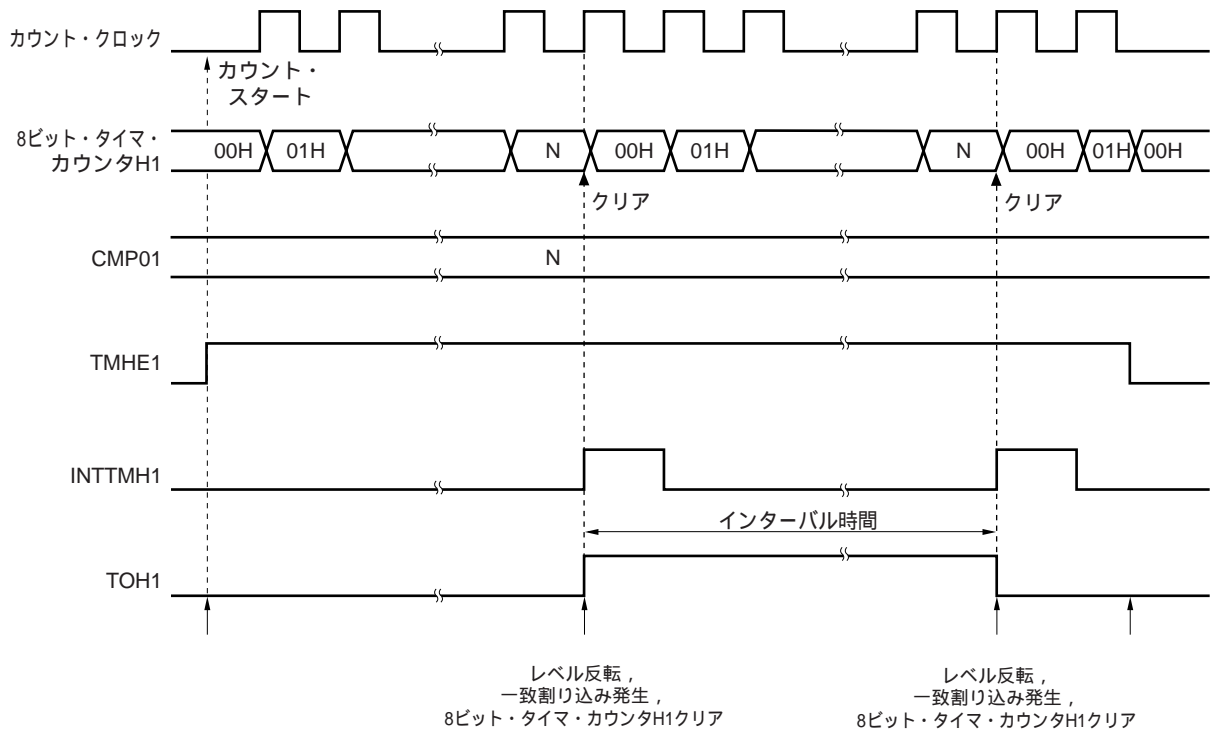 カウント・クロック
カウント・
スタート
8ビット・タイマ・
カウンタH1
00H 01H N 00H 01H N 00H 01H 00H
クリア クリア
CMP01 N
TMHE1
INTTMH1
インターバル時間
TOH1
レベル反転， レベル反転，
一致割り込み発生， 一致割り込み発生，
8ビット・タイマ・カウンタH1クリア 8ビット・タイマ・カウンタH1クリア